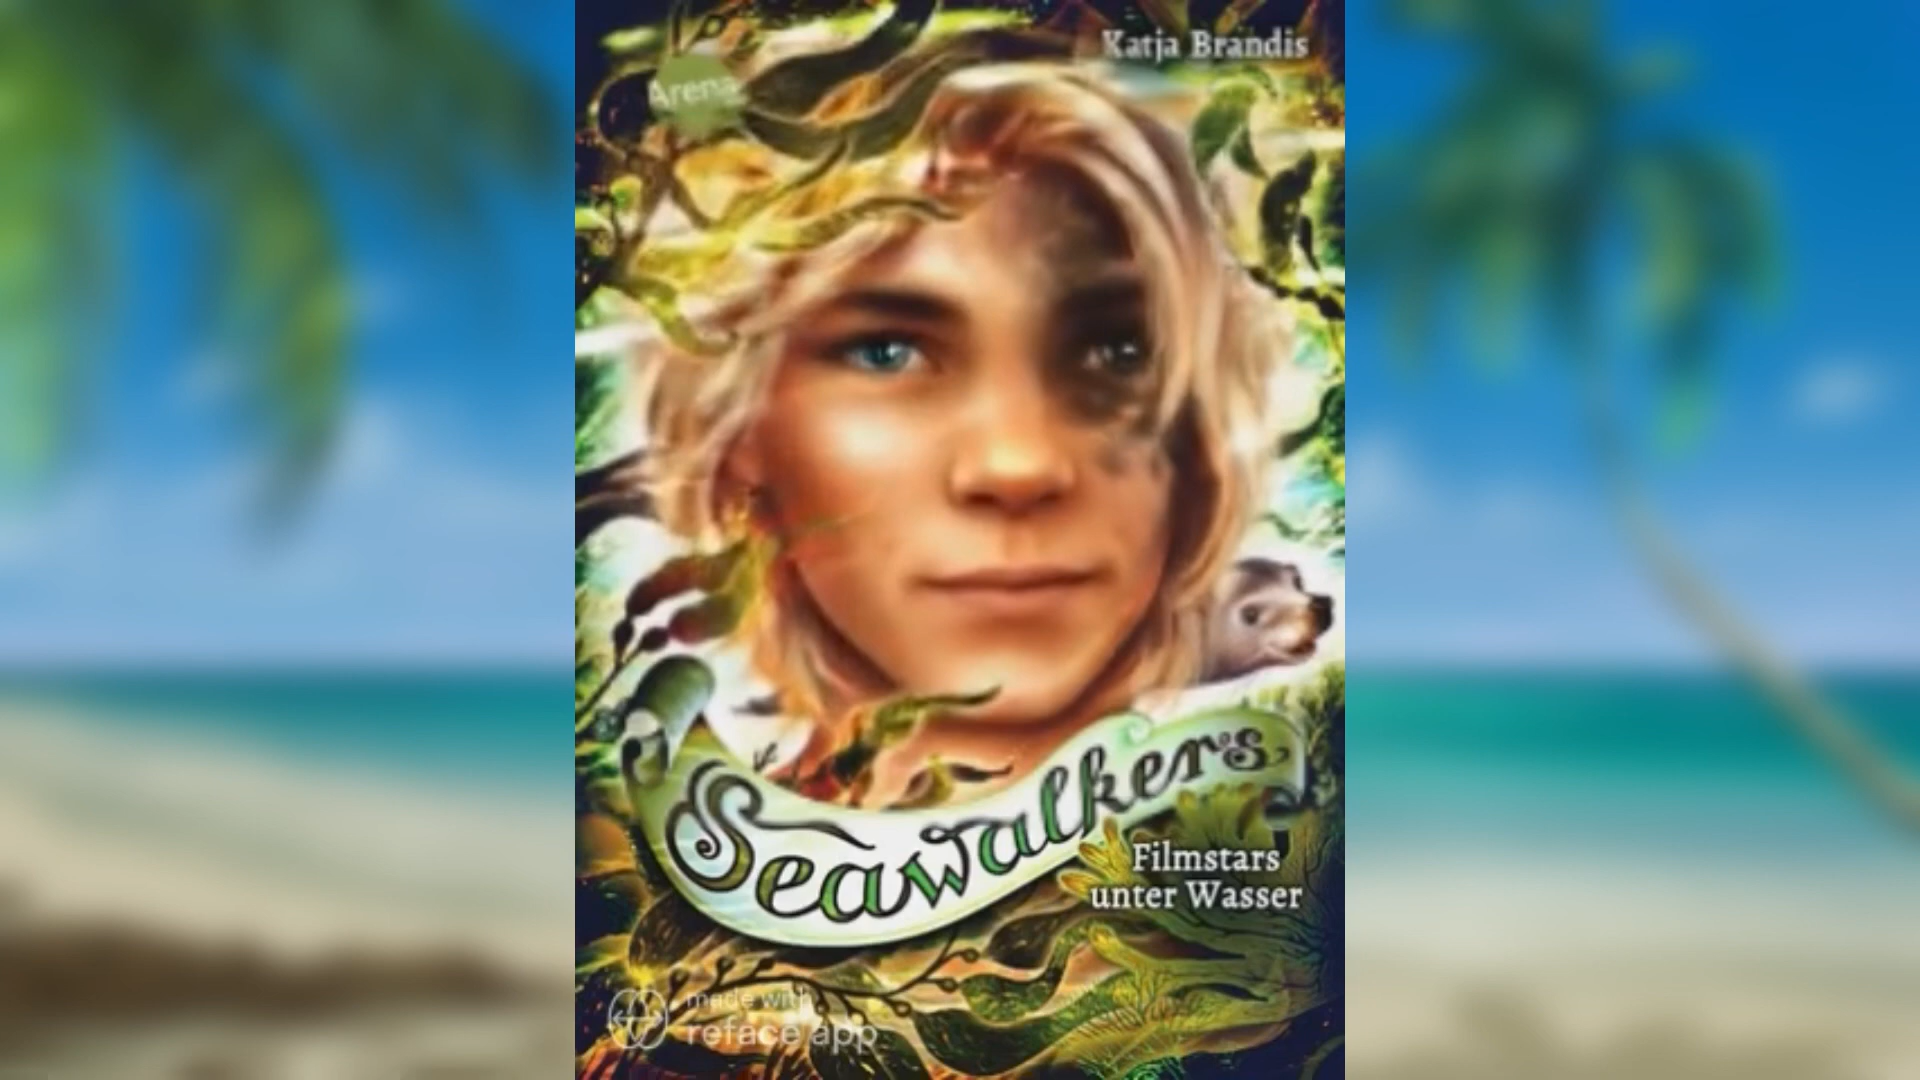 Katja Brandis
Arena
Seawalkers
Filmstars
unter Wasser
made with
reface app